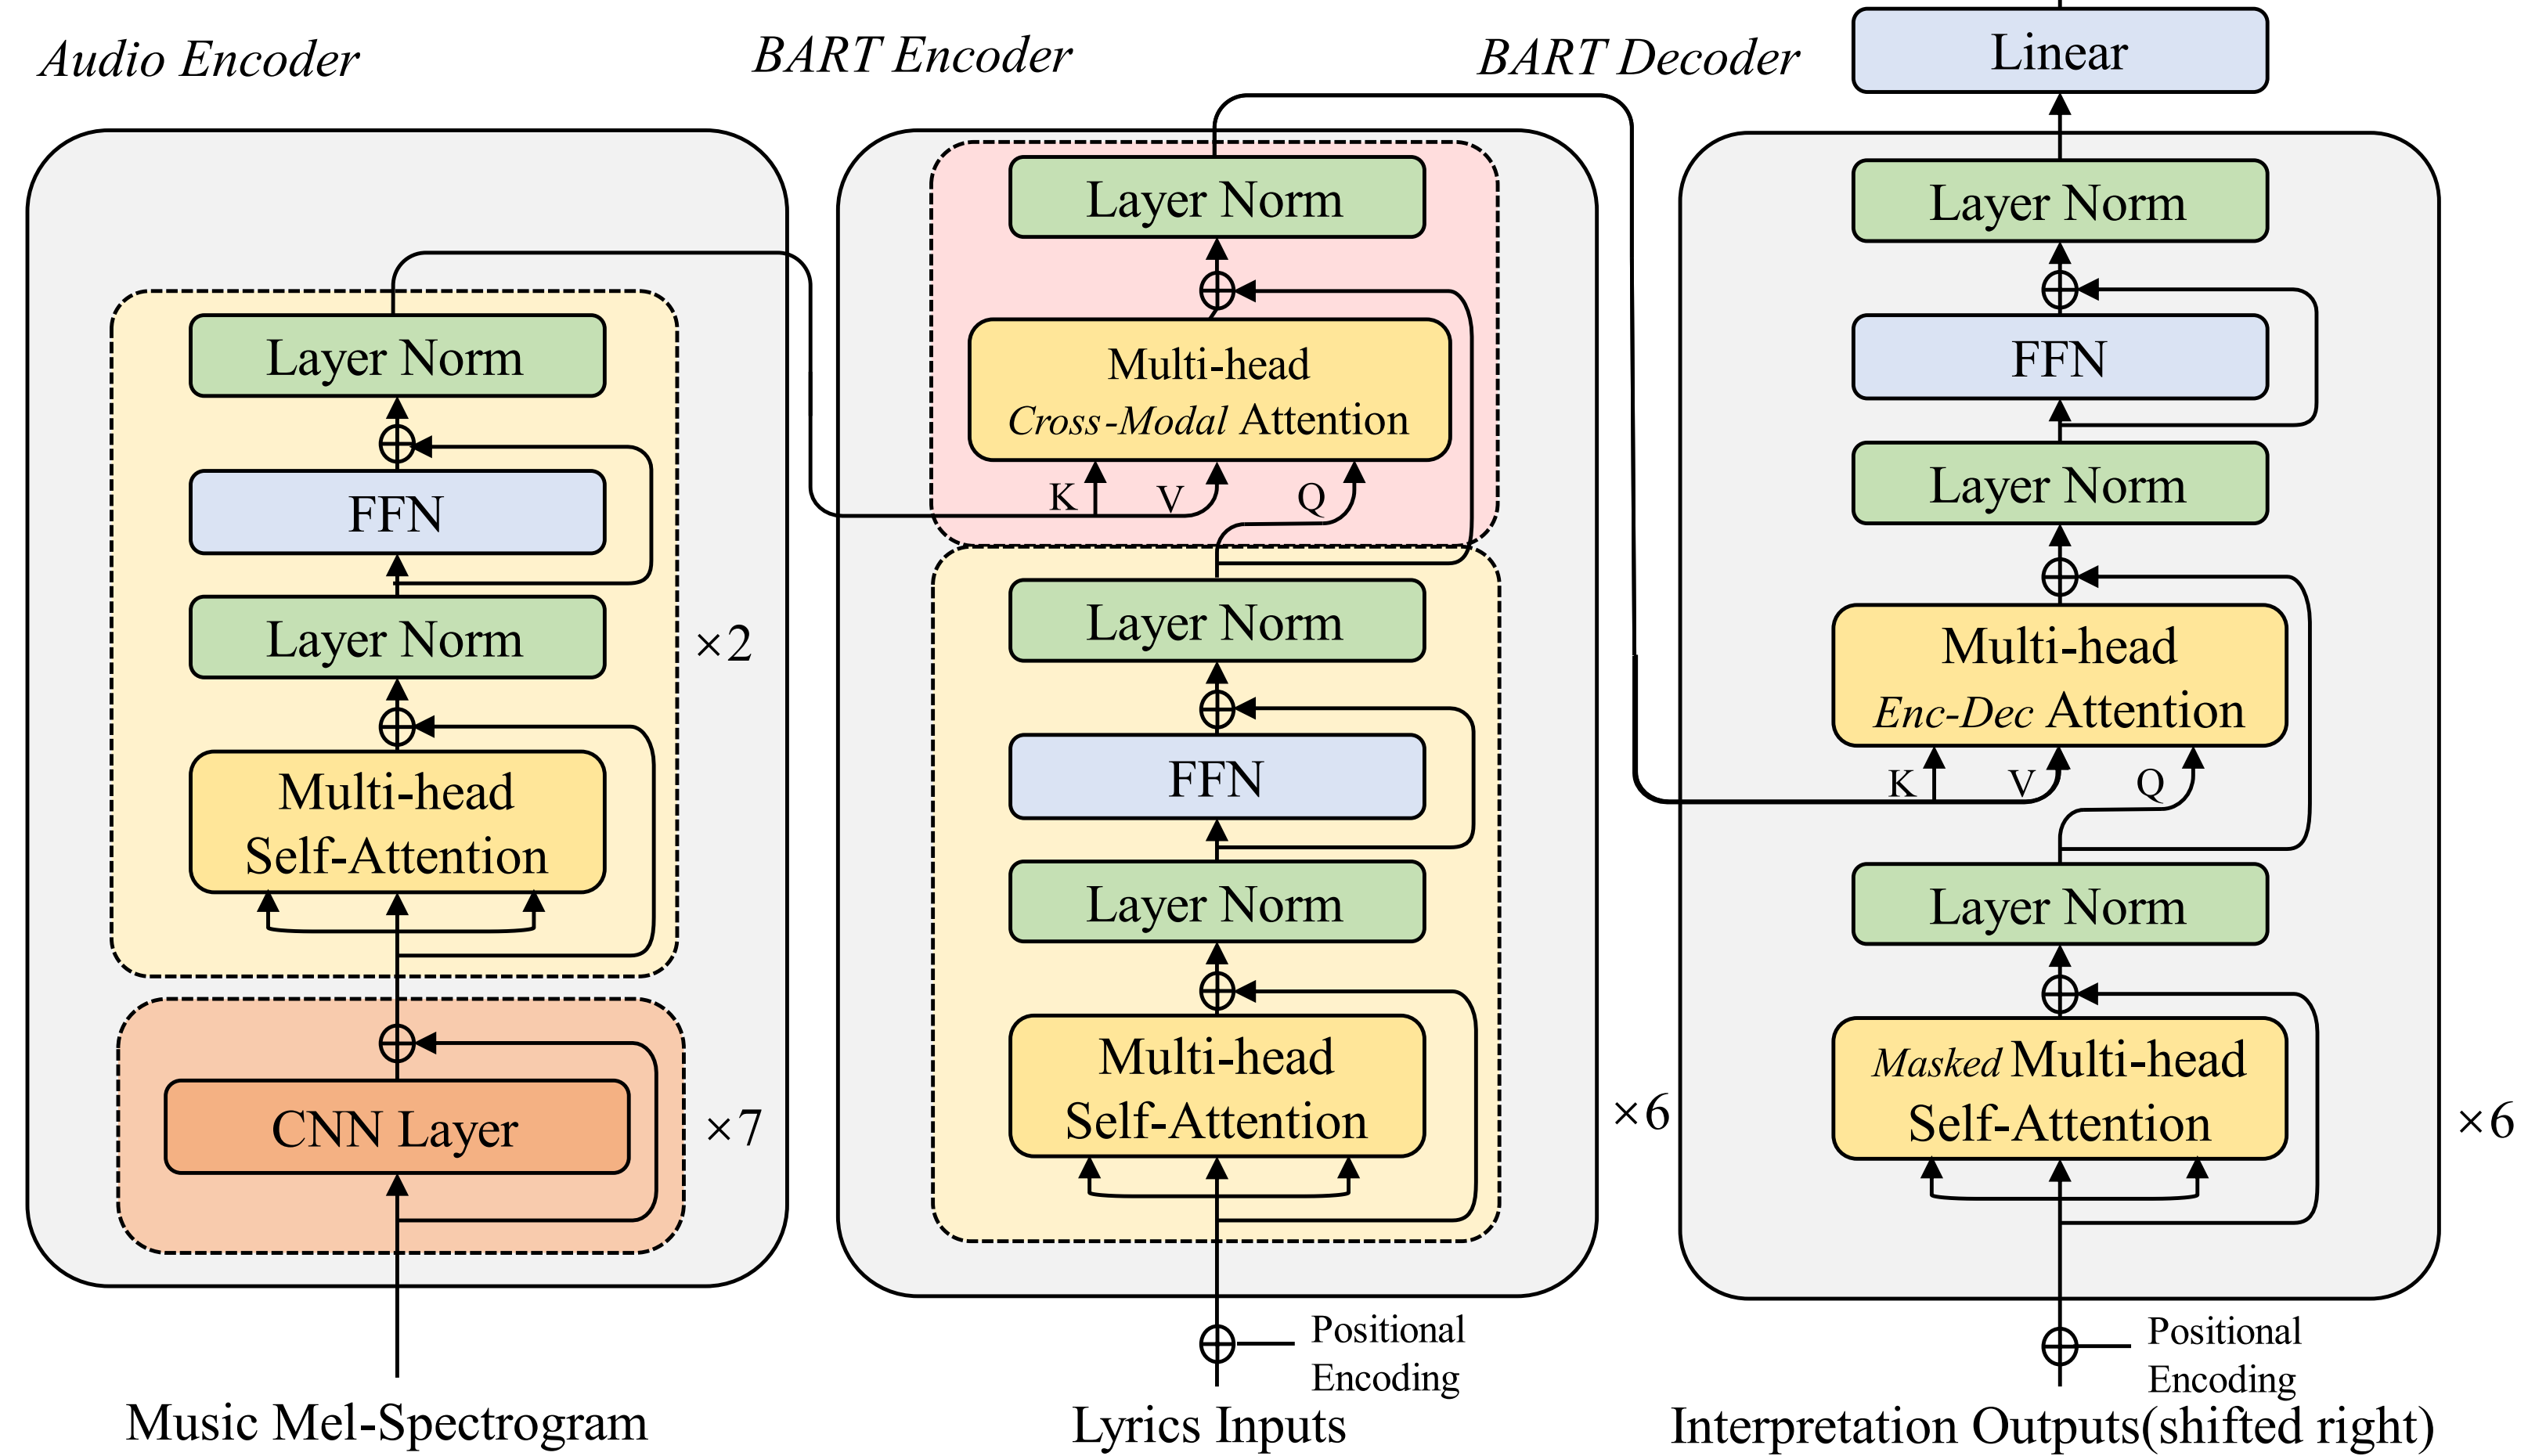 Audio Encoder
Layer Norm
FFN
Layer Norm
×2
Multi-head
Self-Attention
CNN Layer
×7
Music Mel-Spectrogram
BART Encoder
Layer Norm
Multi-head
Cross-Modal Attention
K V Q
Layer Norm
FFN
Layer Norm
Multi-head
Self-Attention
×6
Positional
Encoding
Lyrics Inputs
BART Decoder
Linear
Layer Norm
FFN
Layer Norm
Multi-head
Enc-Dec Attention
K V Q
Layer Norm
Masked Multi-head
Self-Attention
×6
Positional
Encoding
Interpretation Outputs(shifted right)